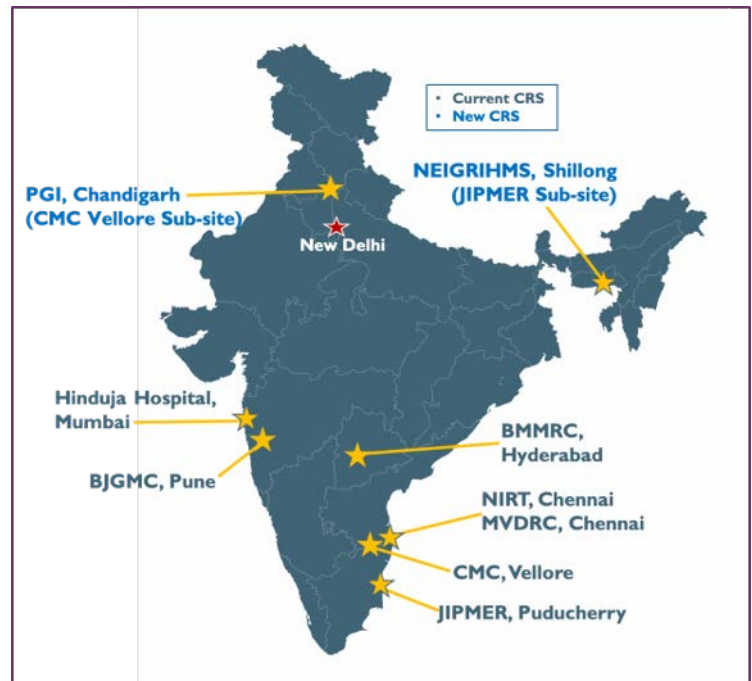 • Current CRS
• New CRS
NEIGRIHMS, Shillong
(JIPMER Sub-site)
PGI, Chandigarh
(CMC Vellore Sub-site)
New Delhi
Hinduja Hospital,
Mumbai
BJGMC, Pune
BMMRC,
Hyderabad
NIRT, Chennai
MVDRC, Chennai
CMC, Vellore
JIPMER, Puducherry